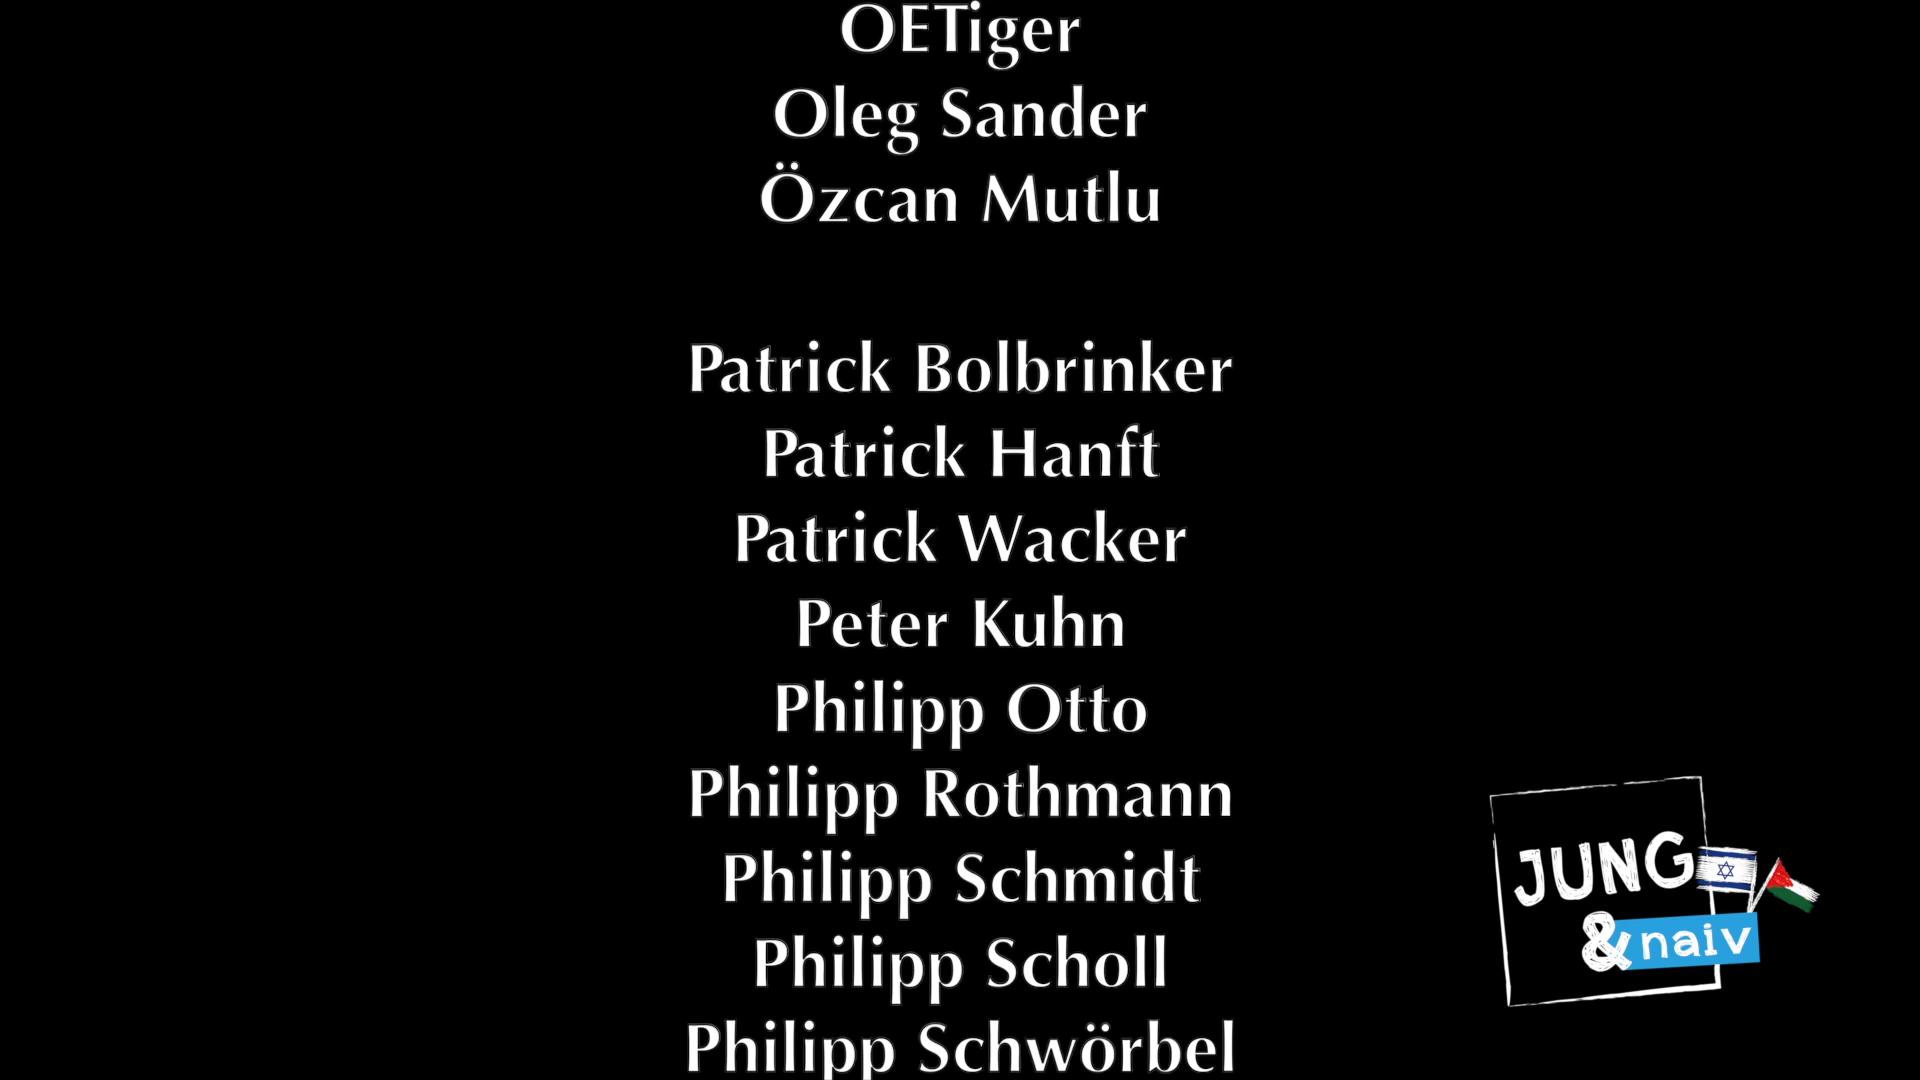 OETiger
Oleg Sander
Özcan Mutlu
Patrick Bolbrinker
Patrick Hanft
Patrick Wacker
Peter Kuhn
Philipp Otto
Philipp Rothmann
Philipp Schmidt
Philipp Scholl
Philipp Schwörbel
JUNG
&naiv